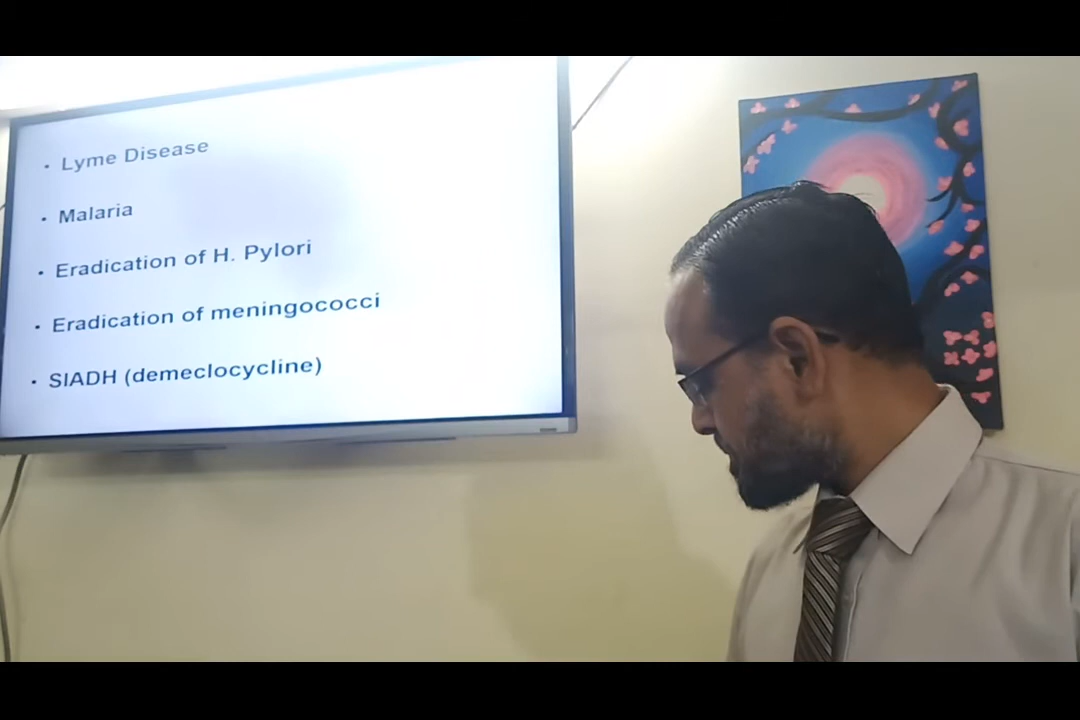 • Lyme Disease
• Malaria
• Eradication of H. Pylori
• Eradication of meningococci
• SIADH (demeclocycline)